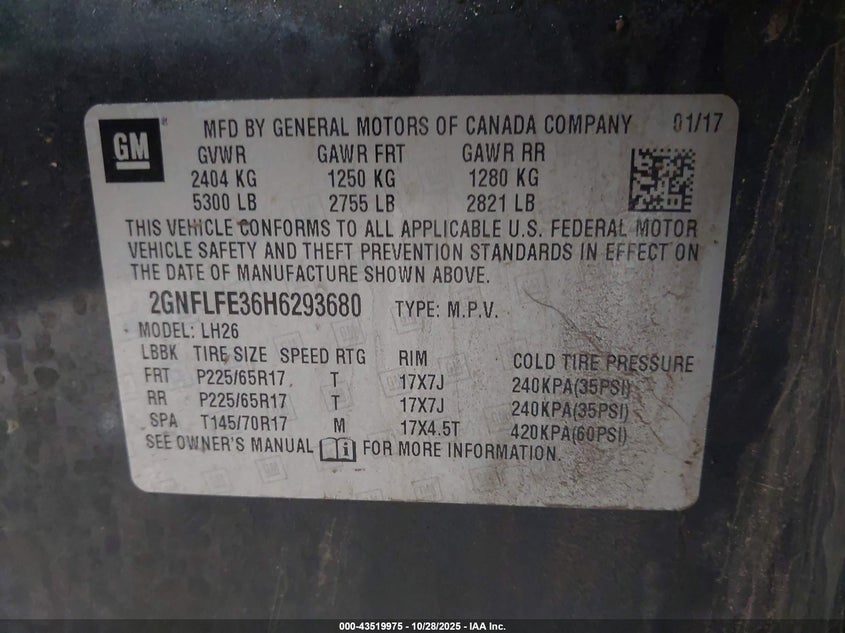 GM
MFD BY GENERAL MOTORS OF CANADA COMPANY 01/17
GVWR GAWR FRT GAWR RR
2404 KG 1250 KG 1280 KG
5300 LB 2755 LB 2821 LB
THIS VEHICLE CONFORMS TO ALL APPLICABLE U.S. FEDERAL MOTOR
VEHICLE SAFETY AND THEFT PREVENTION STANDARDS IN EFFECT ON
THE DATE OF MANUFACTURE SHOWN ABOVE.
2GNFLFE36H6293680 TYPE: M.P.V.
MODEL: LH26
LBBK TIRE SIZE SPEED RTG RIM COLD TIRE PRESSURE
FRT P225/65R17 T 17X7J 240KPA(35PSI)
RR P225/65R17 T 17X7J 240KPA(35PSI)
SPA T145/70R17 M 17X4.5T 420KPA(60PSI)
SEE OWNER'S MANUAL i FOR MORE INFORMATION.
000-43519975 | 10/28/2025 - IAA Inc.